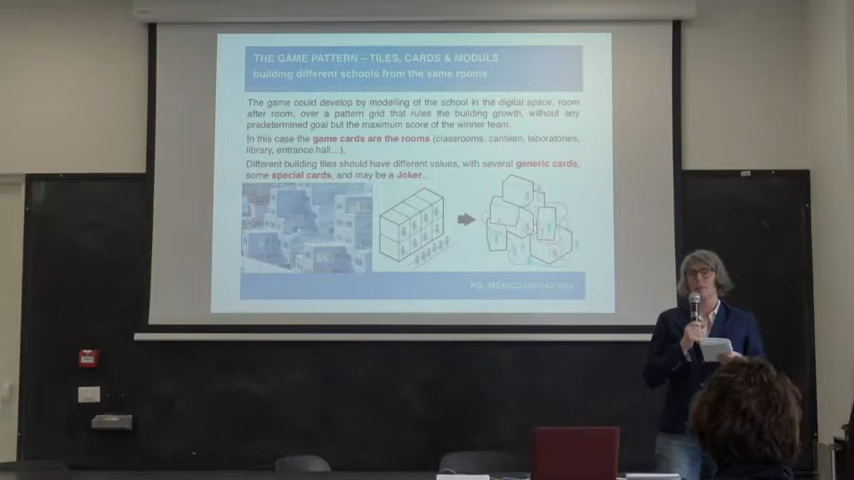 THE GAME PATTERN – TILES, CARDS & MODULS
building different schools from the same rooms
The game could develop by modelling of the school in the digital space, room
after room, over a pattern grid that rules the building growth, without any
predetermined goal but the maximum score of the winner team.
In this case the game cards are the rooms (classrooms, canteen, laboratories,
library, entrance hall…).
Different building tiles should have different values, with several generic cards,
some special cards, and may be a Joker…
POLITECNICO